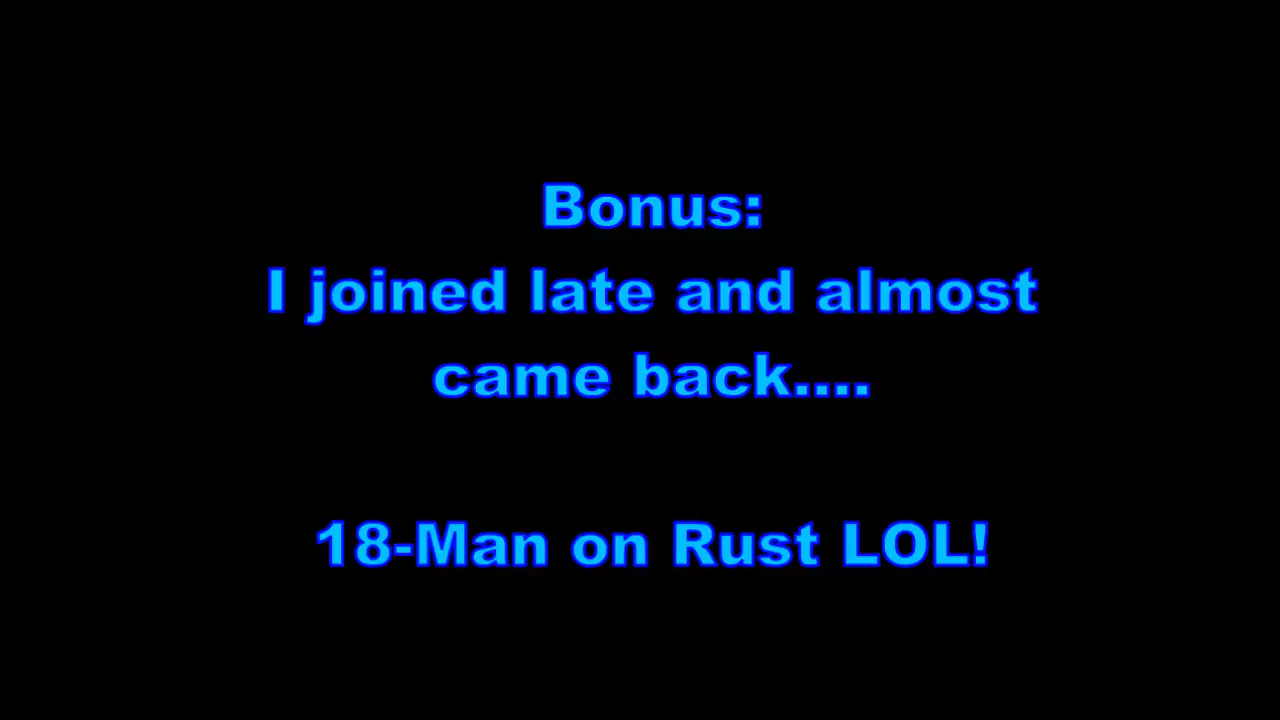 Bonus:
I joined late and almost
came back....
18-Man on Rust LOL!